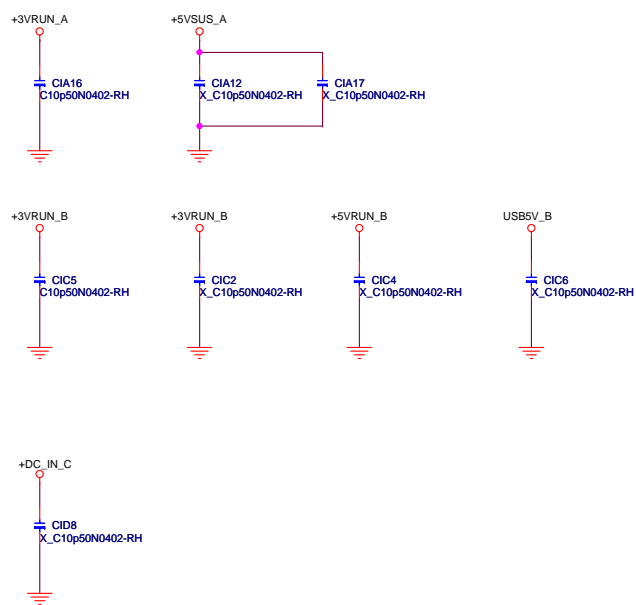 +3VRUN_A
+5VSUS_A
CIA16
C10p50N0402-RH
CIA12
X_C10p50N0402-RH
CIA17
X_C10p50N0402-RH
+3VRUN_B
+3VRUN_B
+5VRUN_B
USB5V_B
CIC5
C10p50N0402-RH
CIC2
X_C10p50N0402-RH
CIC4
X_C10p50N0402-RH
CIC6
X_C10p50N0402-RH
+DC_IN_C
CID8
X_C10p50N0402-RH